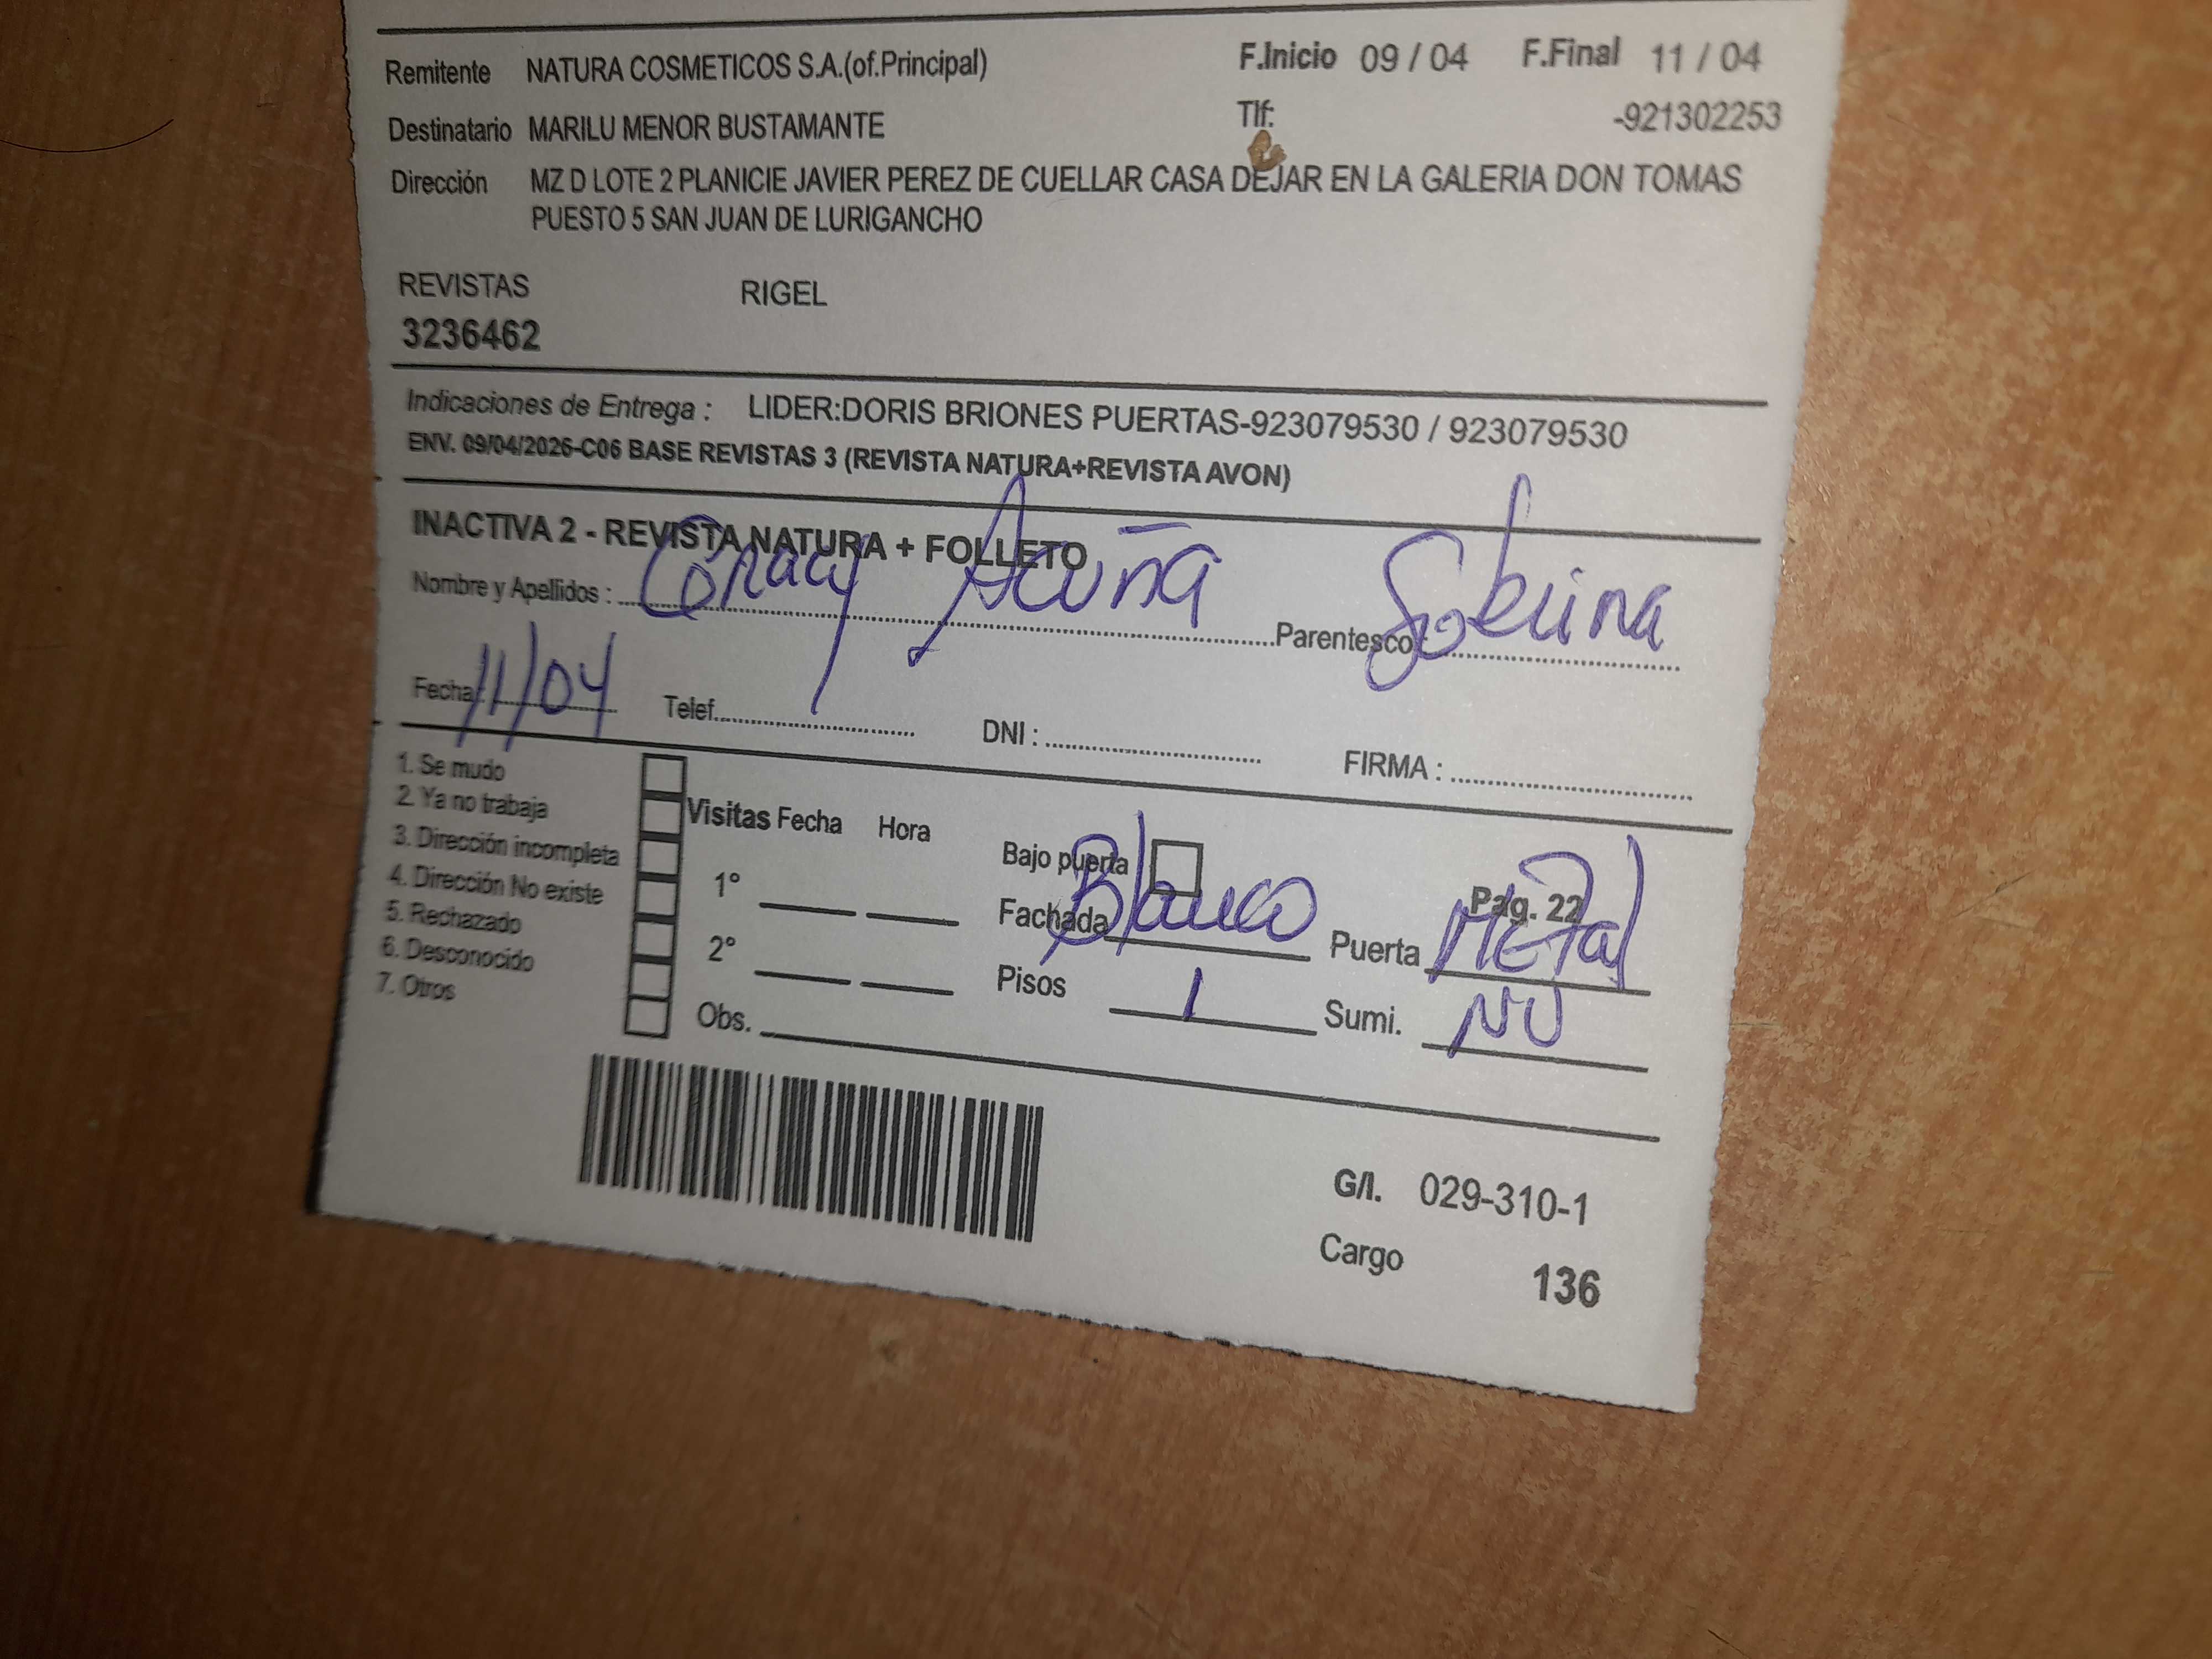 Remitente NATURA COSMETICOS S.A.(of.Principal) F.Inicio 09 / 04 F.Final 11 / 04
Destinatario MARILU MENOR BUSTAMANTE Tlf: -921302253
Dirección MZ D LOTE 2 PLANICIE JAVIER PEREZ DE CUELLAR CASA DEJAR EN LA GALERIA DON TOMAS
PUESTO 5 SAN JUAN DE LURIGANCHO
REVISTAS RIGEL
3236462
Indicaciones de Entrega : LIDER:DORIS BRIONES PUERTAS-923079530 / 923079530
ENV. 09/04/2026-C06 BASE REVISTAS 3 (REVISTA NATURA+REVISTA AVON)
INACTIVA 2 - REVISTA NATURA + FOLLETO
Nombre y Apellidos : Acuña Parentesco: Sobrina
Fecha: 11/04 Telef. DNI : FIRMA :
1. Se mudo
2. Ya no trabaja
3. Dirección incompleta
4. Dirección No existe
5. Rechazado
6. Desconocido
7. Otros
Visitas Fecha Hora
1°
2°
Obs.
Bajo puerta Pag. 22
Fachada Blanco Puerta Metal
Pisos 1 Sumi. NO
G/I. 029-310-1
Cargo 136